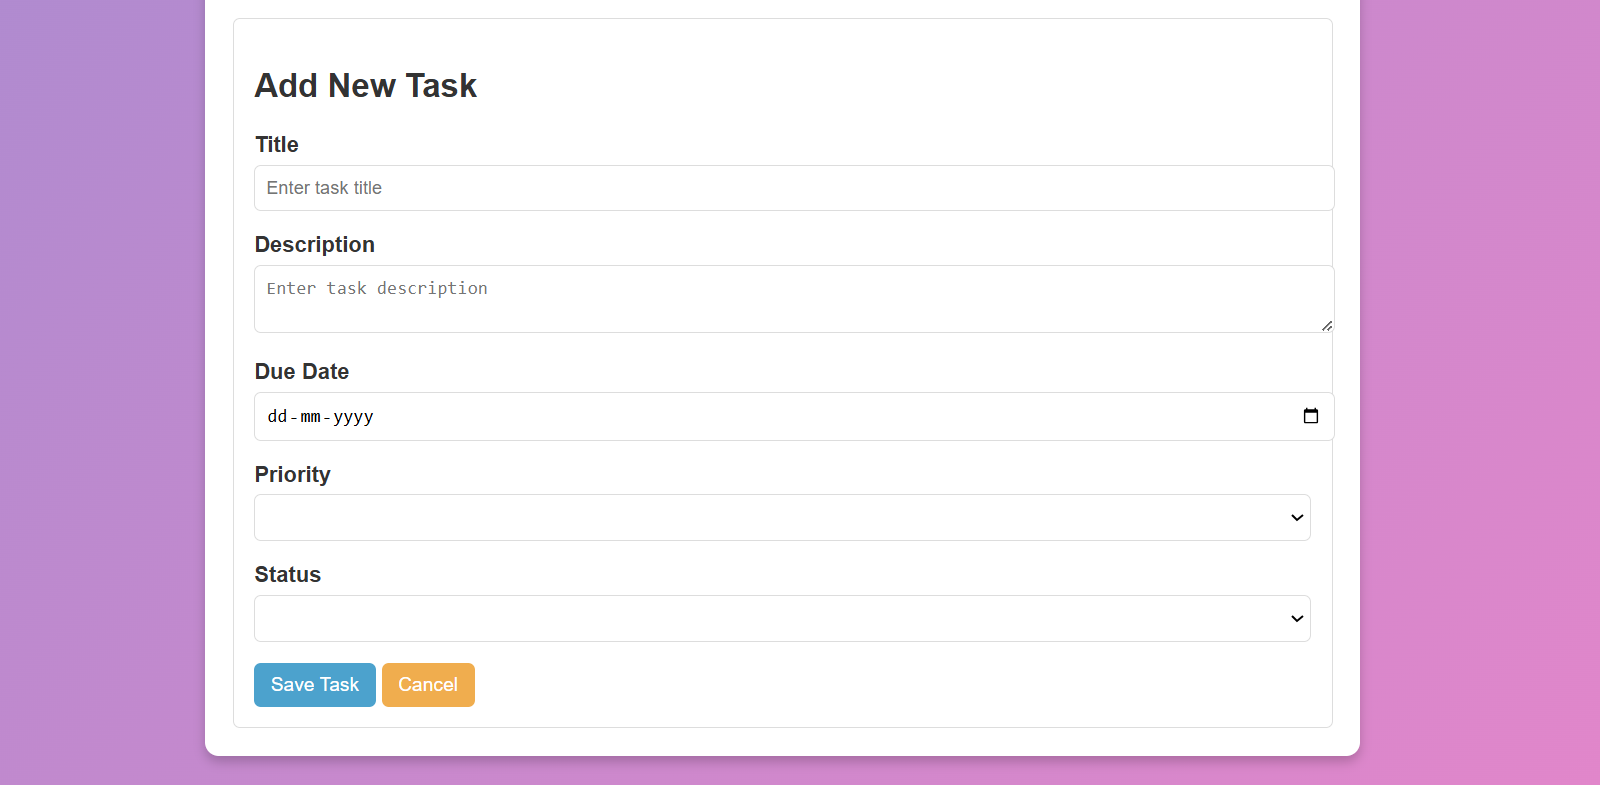 Add New Task
Title
Enter task title
Description
Enter task description
Due Date
dd-mm-yyyy
Priority
Status
Save Task Cancel